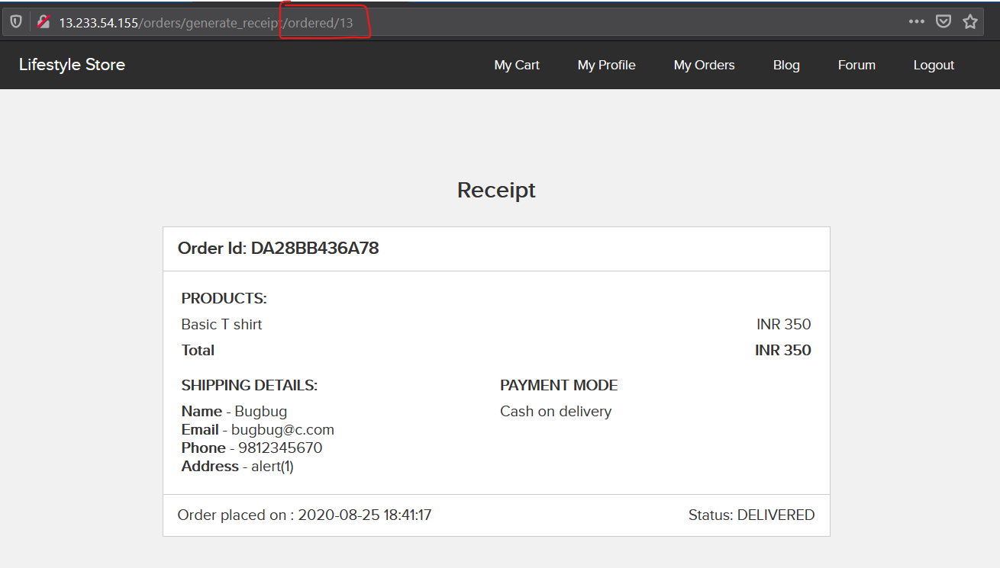 13.233.54.155/orders/generate_receipt/ordered/13
Lifestyle Store My Cart My Profile My Orders Blog Forum Logout
Receipt
Order Id: DA28BB436A78
PRODUCTS:
Basic T shirt INR 350
Total INR 350
SHIPPING DETAILS: PAYMENT MODE
Name - Bugbug Cash on delivery
Email - bugbug@c.com
Phone - 9812345670
Address - alert(1)
Order placed on : 2020-08-25 18:41:17 Status: DELIVERED